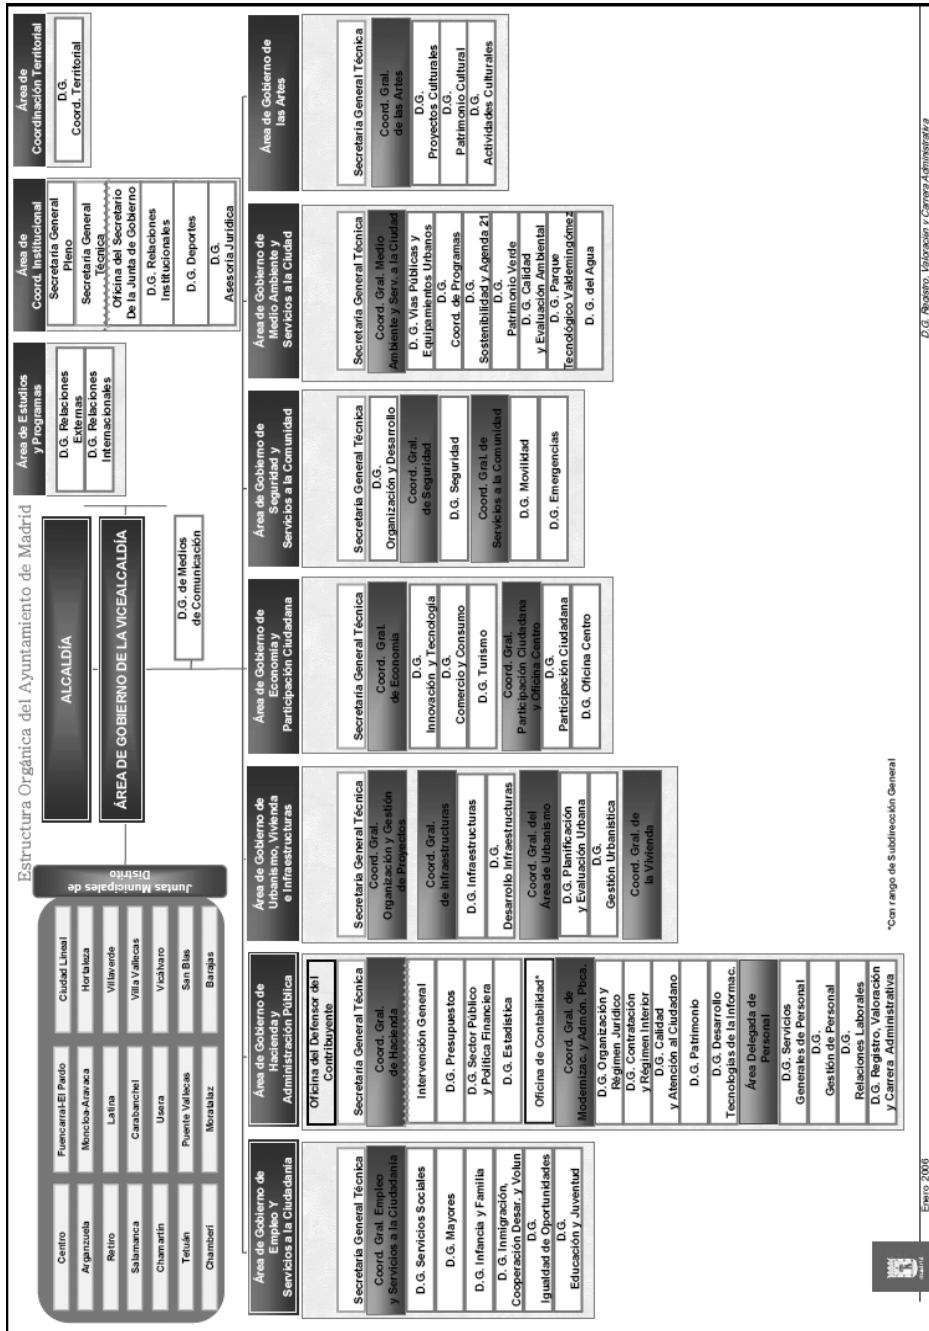 Estructura Orgánica del Ayuntamiento de Madrid
ALCALDÍA
ÁREA DE GOBIERNO DE LA VICEALCALDÍA
D.G. de Medios
de Comunicación
Juntas Municipales de
Distrito
Centro
Arganzuela
Retiro
Salamanca
Chamartín
Tetuán
Chamberí
Fuencarral-El Pardo
Moncloa-Aravaca
Latina
Carabanchel
Usera
Puente Vallecas
Moratalaz
Ciudad Lineal
Hortaleza
Villaverde
Villa Vallecas
Vicálvaro
San Blas
Barajas
Área de Estudios
y Programas
D.G. Relaciones
Externas
D.G. Relaciones
Internacionales
Área de
Coord. Institucional
Secretaría General
Pleno
Secretaría General
Técnica
Oficina del Secretario
De la Junta de Gobierno
D.G. Relaciones
Institucionales
D.G. Deportes
D.G.
Asesoría Jurídica
Área de
Coordinación Territorial
D.G.
Coord. Territorial
Área de Gobierno de
Empleo Y
Servicios a la Ciudadanía
Secretaría General Técnica
Coord. Gral. Empleo
y Servicios a la Ciudadanía
D.G. Servicios Sociales
D.G. Mayores
D.G. Infancia y Familia
D. G. Inmigración,
Cooperación Desar. y Volun
D.G.
Igualdad de Oportunidades
D.G.
Educación y Juventud
Área de Gobierno de
Hacienda y
Administración Pública
Oficina del Defensor del
Contribuyente
Secretaría General Técnica
Coord. Gral.
de Hacienda
Intervención General
D.G. Presupuestos
D.G. Sector Público
y Política Financiera
D.G. Estadística
Oficina de Contabilidad*
Coord. Gral. de
Modernizac. y Admón. Pbca.
D.G. Organización y
Régimen Jurídico
D.G. Contratación
y Régimen Interior
D.G. Calidad
y Atención al Ciudadano
D.G. Patrimonio
D.G. Desarrollo
Tecnologías de la Informac.
Área Delegada de
Personal
D.G. Servicios
Generales de Personal
D.G.
Gestión de Personal
D.G.
Relaciones Laborales
D.G. Registro, Valoración
y Carrera Administrativa
Área de Gobierno de
Urbanismo, Vivienda
e Infraestructuras
Secretaría General Técnica
Coord. Gral.
Organización y Gestión
de Proyectos
Coord. Gral.
de Infraestructuras
D.G. Infraestructuras
D.G.
Desarrollo Infraestructuras
Coord. Gral. del
Área de Urbanismo
D.G. Planificación
y Evaluación Urbana
D.G.
Gestión Urbanística
Coord. Gral. de
la Vivienda
Área de Gobierno de
Economía y
Participación Ciudadana
Secretaría General Técnica
Coord. Gral.
de Economía
D.G.
Innovación y Tecnología
D.G.
Comercio y Consumo
D.G. Turismo
Coord. Gral.
Participación Ciudadana
y Oficina Centro
D.G.
Participación Ciudadana
D.G. Oficina Centro
Área de Gobierno de
Seguridad y
Servicios a la Comunidad
Secretaría General Técnica
D.G.
Organización y Desarrollo
Coord. Gral.
de Seguridad
D.G. Seguridad
Coord. Gral. de
Servicios a la Comunidad
D.G. Movilidad
D.G. Emergencias
Área de Gobierno de
Medio Ambiente y
Servicios a la Ciudad
Secretaría General Técnica
Coord. Gral. Medio
Ambiente y Serv. a la Ciudad
D. G. Vías Públicas y
Equipamientos Urbanos
D.G.
Coord. de Programas
D.G.
Sostenibilidad y Agenda 21
D.G.
Patrimonio Verde
D.G. Calidad
y Evaluación Ambiental
D.G. Parque
Tecnológico Valdemingómez
D. G. del Agua
Área de Gobierno de
las Artes
Secretaría General Técnica
Coord. Gral.
de las Artes
D.G.
Proyectos Culturales
D.G.
Patrimonio Cultural
D.G.
Actividades Culturales
*Con rango de Subdirección General
Enero 2006
D.G. Registro, Valoración y Carrera Administrativa